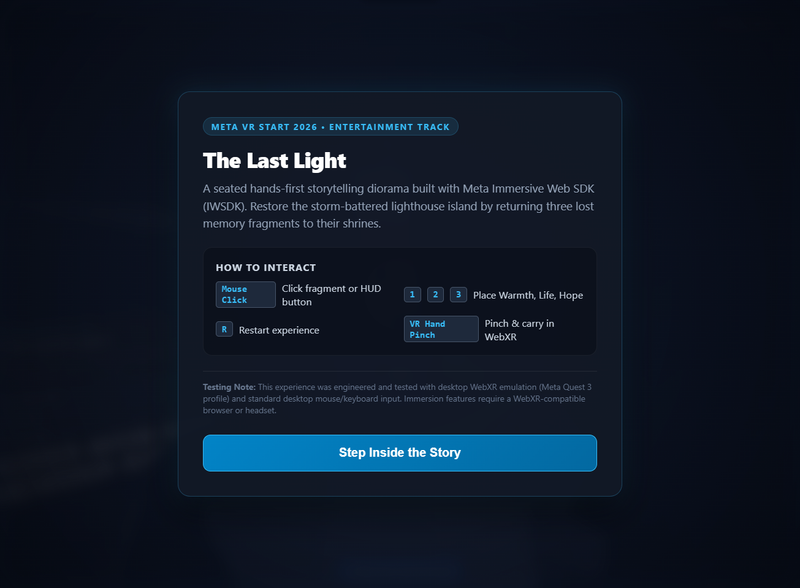 META VR START 2026 • ENTERTAINMENT TRACK
The Last Light
A seated hands-first storytelling diorama built with Meta Immersive Web SDK
(IWSDK). Restore the storm-battered lighthouse island by returning three lost
memory fragments to their shrines.
HOW TO INTERACT
Mouse
Click
Click fragment or HUD
button
1 2 3 Place Warmth, Life, Hope
R Restart experience
VR Hand
Pinch
Pinch & carry in
WebXR
Testing Note: This experience was engineered and tested with desktop WebXR emulation (Meta Quest 3
profile) and standard desktop mouse/keyboard input. Immersion features require a WebXR-compatible
browser or headset.
Step Inside the Story